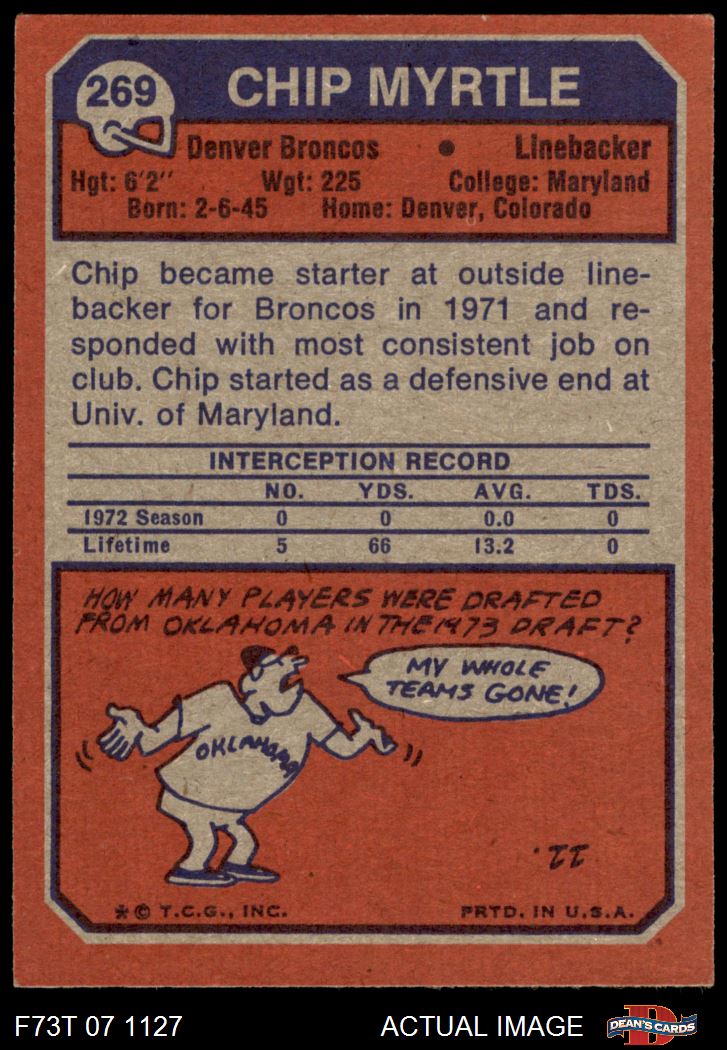 269
CHIP MYRTLE
Denver Broncos • Linebacker
Hgt: 6'2" Wgt: 225 College: Maryland
Born: 2-6-45 Home: Denver, Colorado
Chip became starter at outside line-
backer for Broncos in 1971 and re-
sponded with most consistent job on
club. Chip started as a defensive end at
Univ. of Maryland.
INTERCEPTION RECORD
NO. YDS. AVG. TDS.
1972 Season 0 0 0.0 0
Lifetime 5 66 13.2 0
HOW MANY PLAYERS WERE DRAFTED
FROM OKLAHOMA IN THE 1973 DRAFT?
MY WHOLE
TEAMS GONE!
OKLAHOMA
11.
* © T.C.G., INC. PRTD. IN U.S.A.
F73T 07 1127 ACTUAL IMAGE
D
DEAN'S CARDS